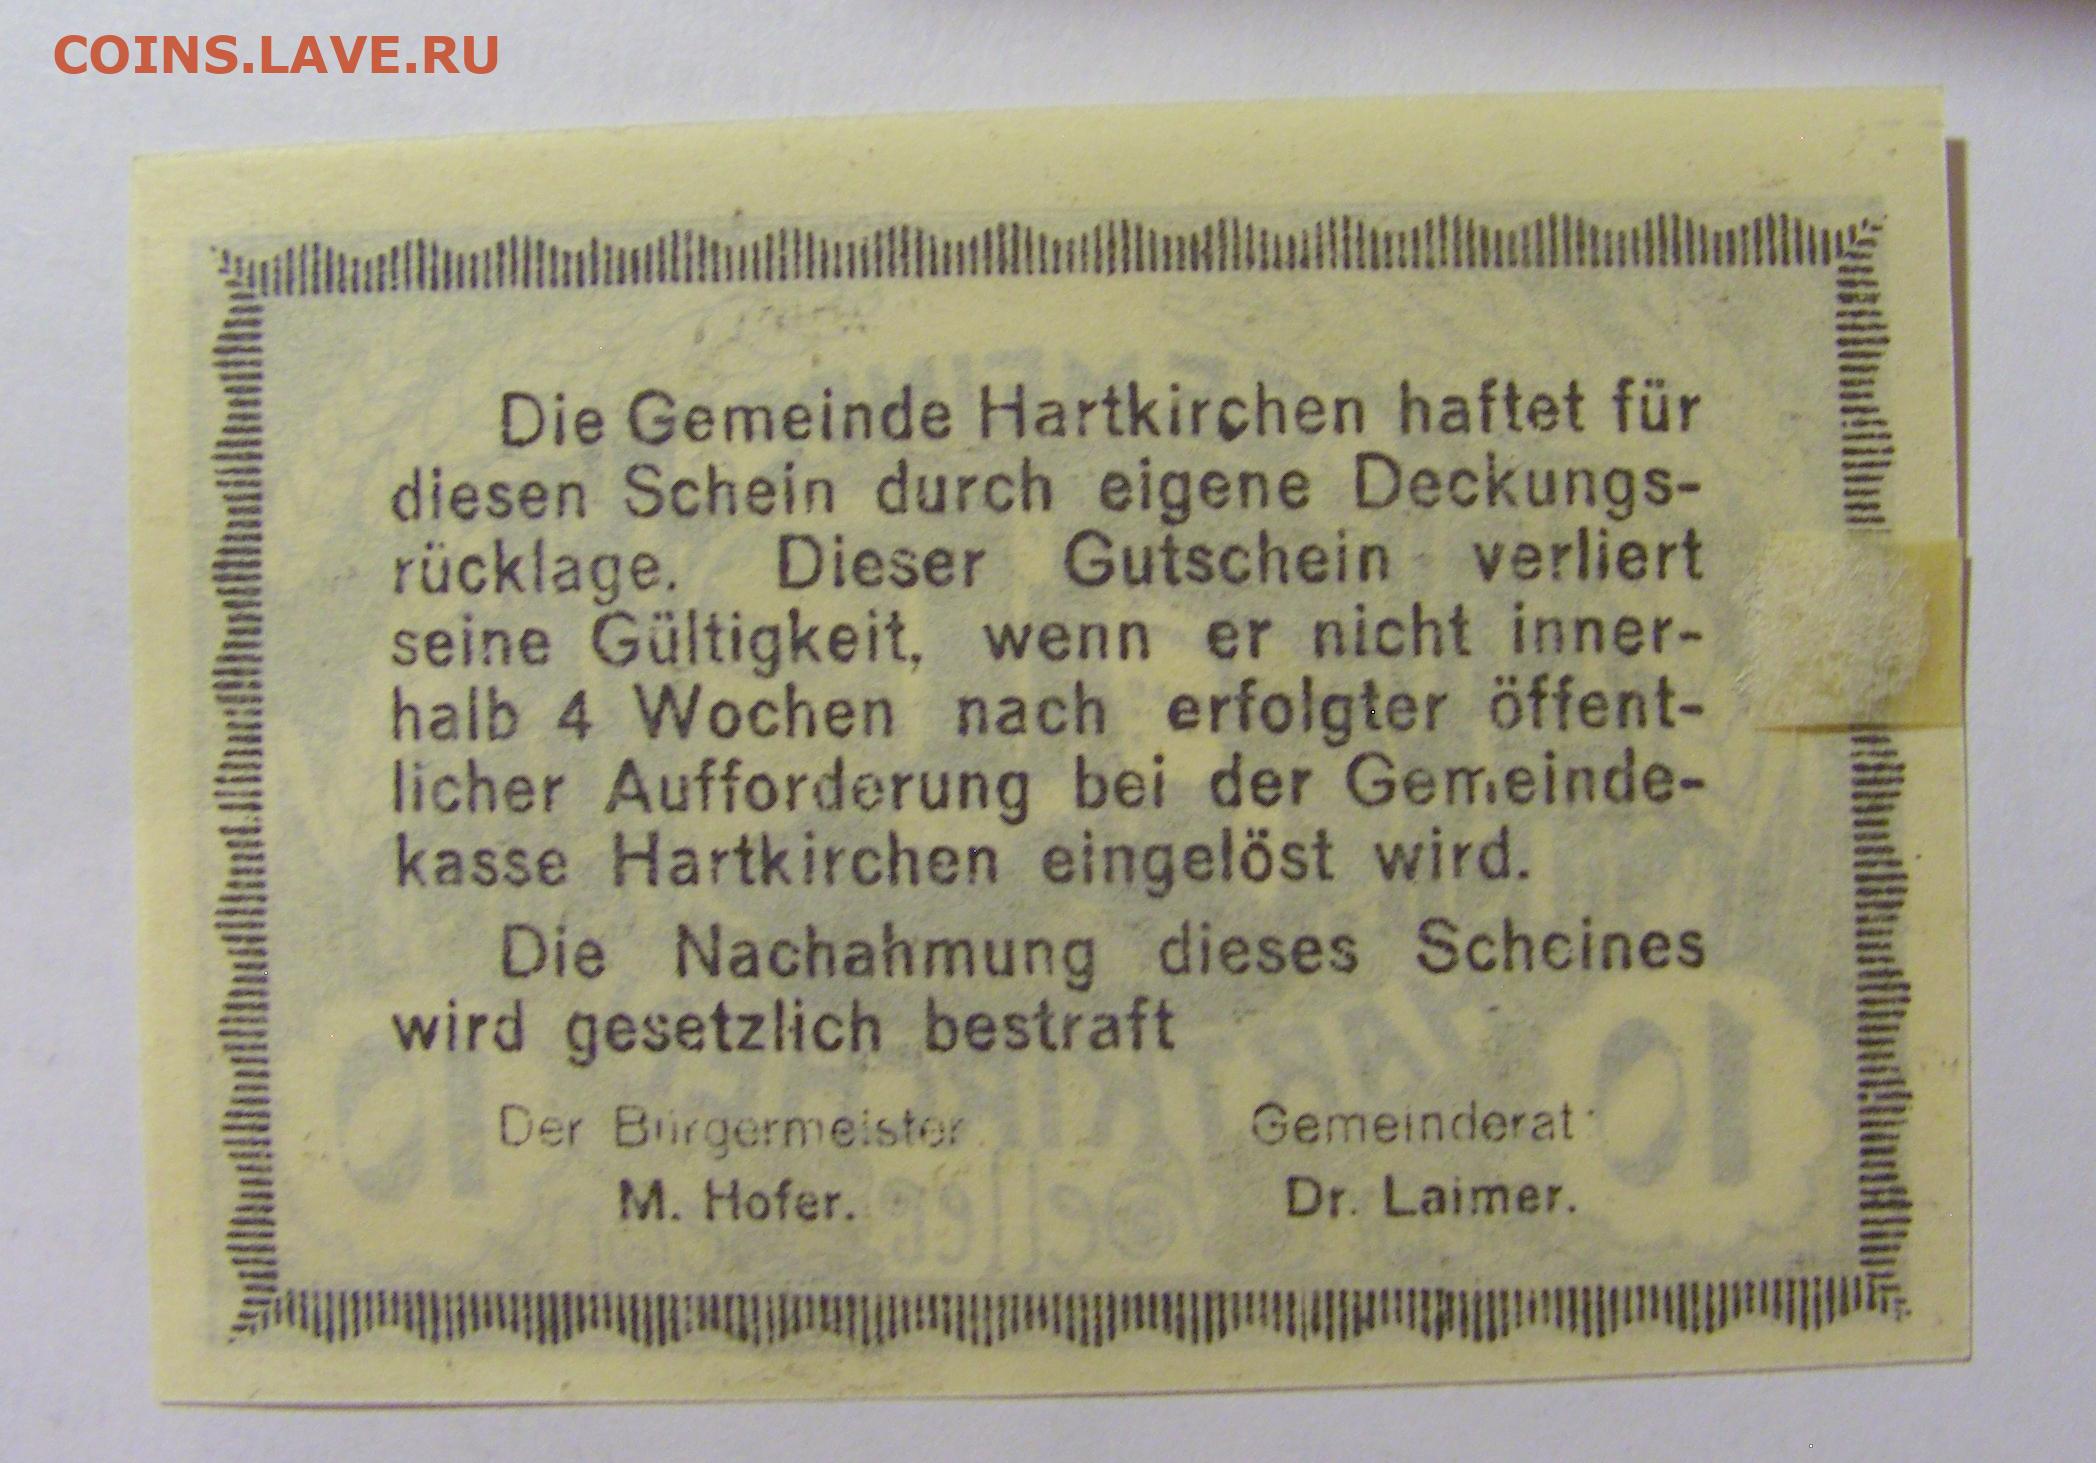 COINS.LAVE.RU
Die Gemeinde Hartkirchen haftet für
diesen Schein durch eigene Deckungs-
rücklage. Dieser Gutschein verliert
seine Gültigkeit, wenn er nicht inner-
halb 4 Wochen nach erfolgter öffent-
licher Aufforderung bei der Gemeinde-
kasse Hartkirchen eingelöst wird.
Die Nachahmung dieses Scheines
wird gesetzlich bestraft
Der Bürgermeister Gemeinderat
M. Hofer. Dr. Laimer.